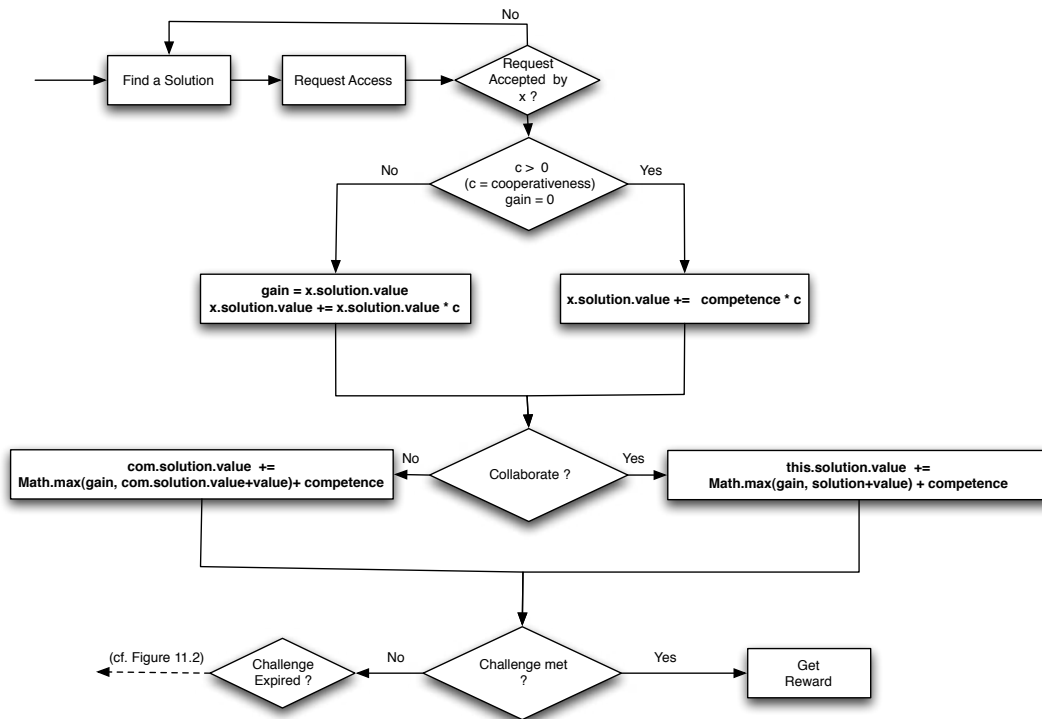 No
Find a Solution
Request Access
Request
Accepted by
x ?
No
c > 0
(c = cooperativeness)
gain = 0
Yes
gain = x.solution.value
x.solution.value += x.solution.value * c
x.solution.value += competence * c
com.solution.value +=
Math.max(gain, com.solution.value+value)+ competence
No
Collaborate ?
Yes
this.solution.value +=
Math.max(gain, solution+value) + competence
(cf. Figure 11.2)
Challenge
Expired ?
No
Challenge met
?
Yes
Get
Reward